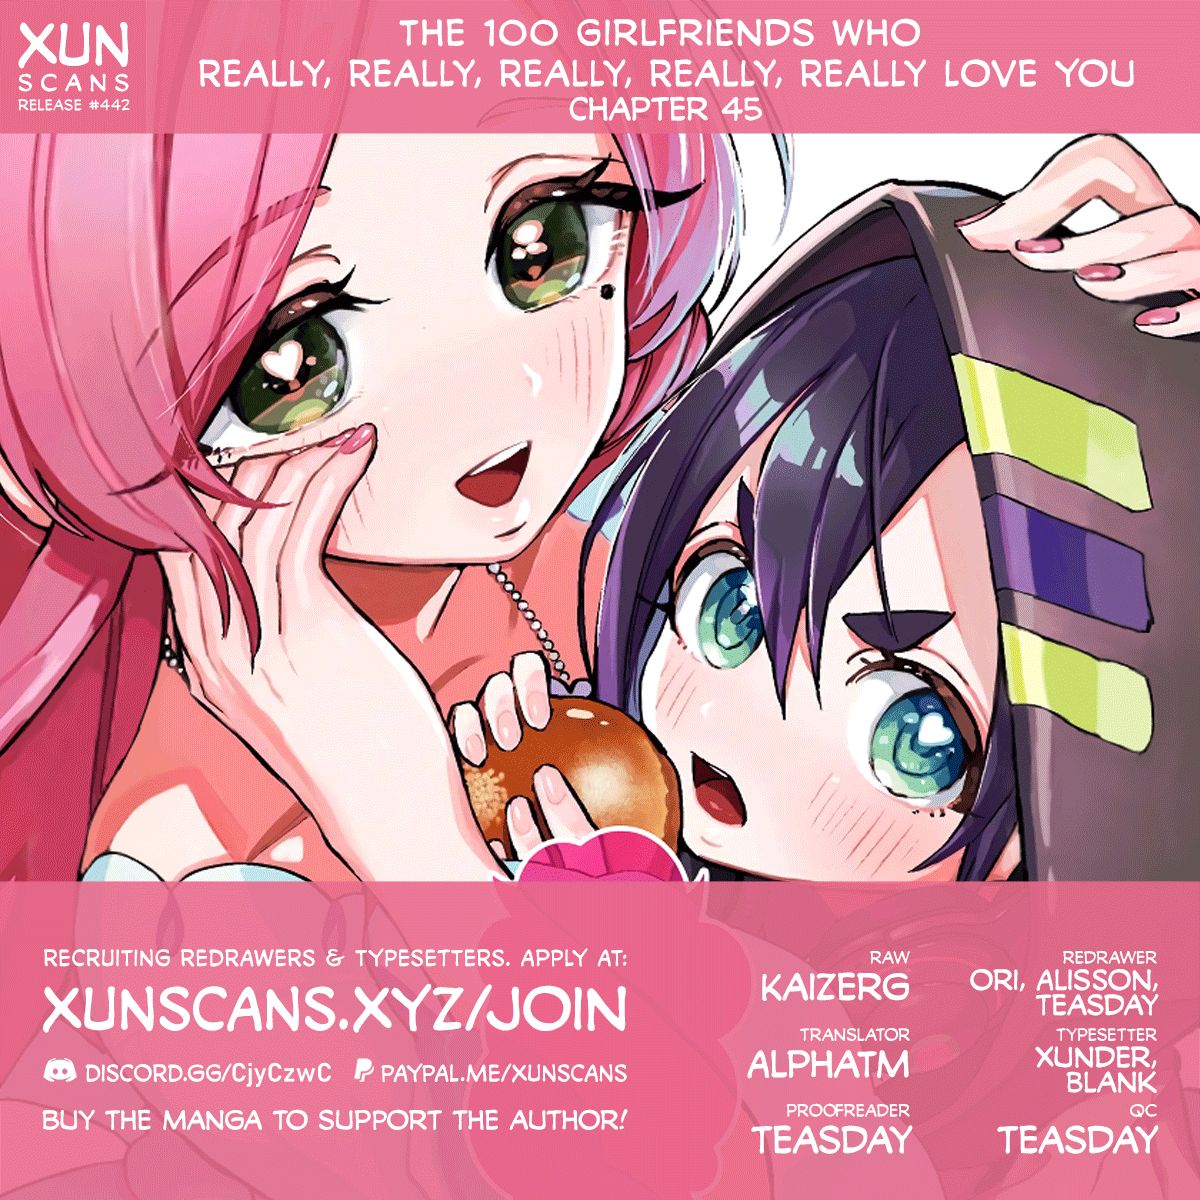 XUN
SCANS
RELEASE #442
THE 100 GIRLFRIENDS WHO
REALLY, REALLY, REALLY, REALLY, REALLY LOVE YOU
CHAPTER 45
RECRUITING REDRAWERS & TYPESETTERS. APPLY AT:
XUNSCANS.XYZ/JOIN
DISCORD.GG/CjyCzwC PAYPAL.ME/XUNSCANS
BUY THE MANGA TO SUPPORT THE AUTHOR!
RAW
KAIZERG
TRANSLATOR
ALPHATM
PROOFREADER
TEASDAY
REDRAWER
ORI, ALISSON,
TEASDAY
TYPESETTER
XUNDER,
BLANK
QC
TEASDAY